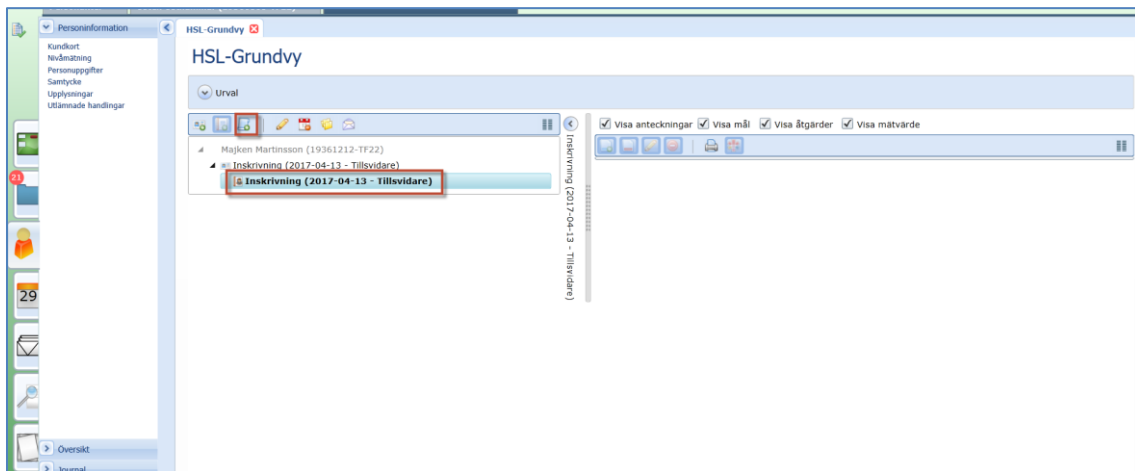 Personinformation
Kundkort
Nivåmätning
Personuppgifter
Samtycke
Upplysningar
Utlämnade handlingar
HSL-Grundvy
HSL-Grundvy
Urval
Majken Martinsson (19361212-TF22)
Inskrivning (2017-04-13 - Tillsvidare)
Inskrivning (2017-04-13 - Tillsvidare)
Inskrivning (2017-04-13 - Tillsvidare)
Visa anteckningar Visa mål Visa åtgärder Visa mätvärde
21
29
Översikt
Journal